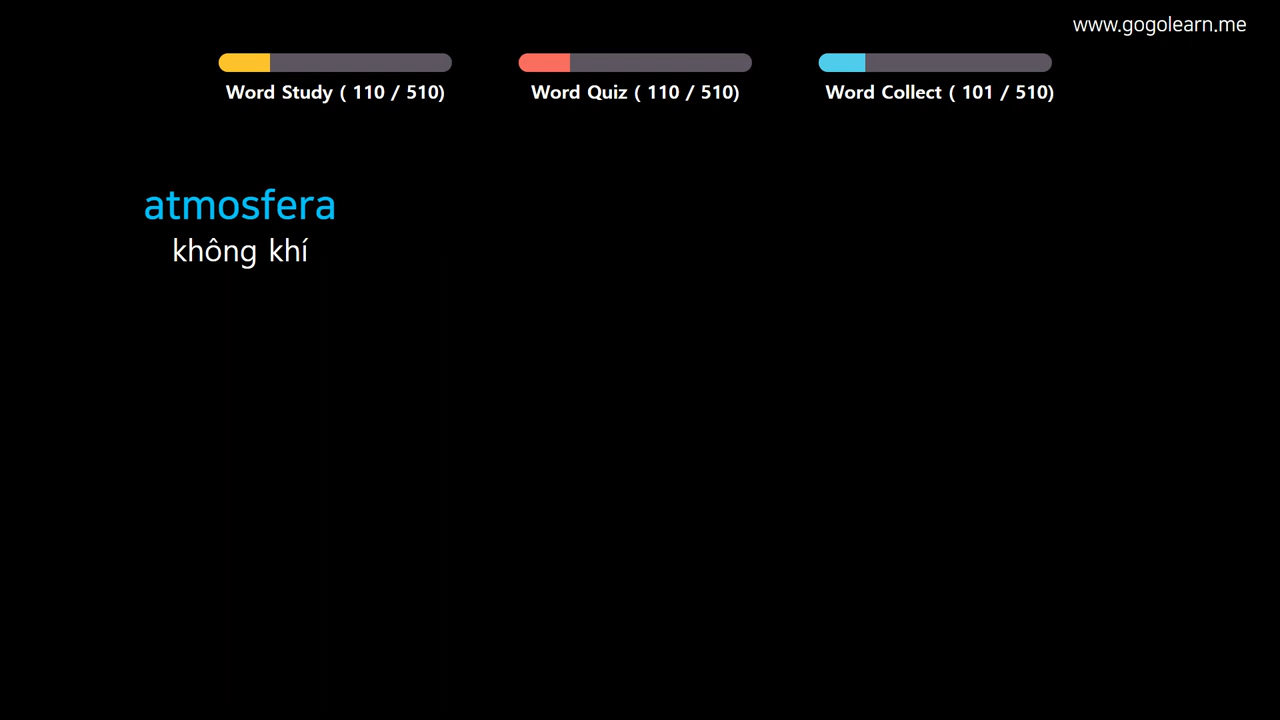 www.gogolearn.me
Word Study ( 110 / 510)
Word Quiz ( 110 / 510)
Word Collect ( 101 / 510)
atmosfera
không khí